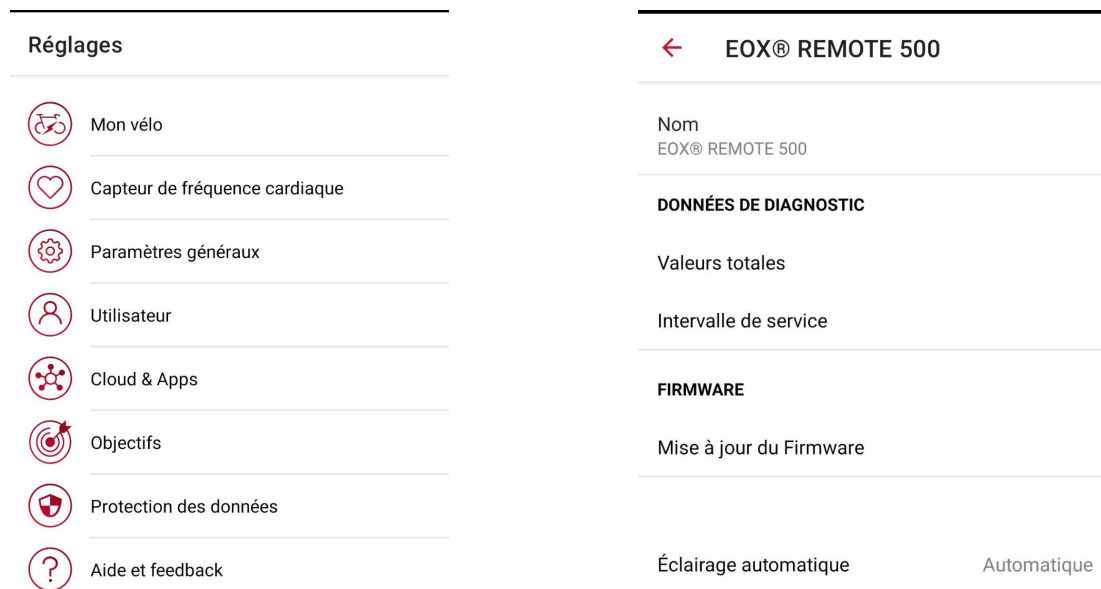 Réglages
Mon vélo
Capteur de fréquence cardiaque
Paramètres généraux
Utilisateur
Cloud & Apps
Objectifs
Protection des données
Aide et feedback
EOX® REMOTE 500
Nom
EOX® REMOTE 500
DONNÉES DE DIAGNOSTIC
Valeurs totales
Intervalle de service
FIRMWARE
Mise à jour du Firmware
Éclairage automatique Automatique